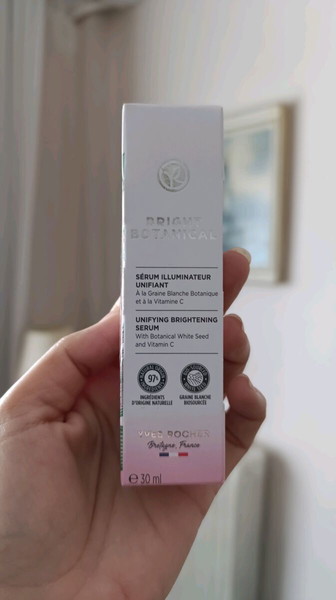 BRIGHT
BOTANICAL
SÉRUM ILLUMINATEUR
UNIFIANT
À la Graine Blanche Botanique
et à la Vitamine C
UNIFYING BRIGHTENING
SERUM
With Botanical White Seed
and Vitamin C
97%
INGRÉDIENTS
D'ORIGINE NATURELLE
GRAINE BLANCHE
BIOSOURCÉE
YVES ROCHER
Bretagne, France
℮ 30 ml